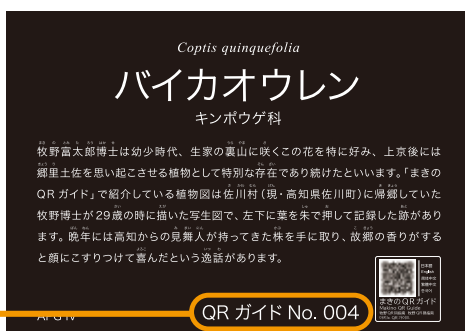 Coptis quinquefolia
バイカオウレン
キンポウゲ科
牧野富太郎博士は幼少時代、生家の裏山に咲くこの花を特に好み、上京後には
郷里土佐を思い起こさせる植物として特別な存在であり続けたといいます。「まきの
QRガイド」で紹介している植物図は佐川村(現・高知県佐川町)に帰郷していた
牧野博士が29歳の時に描いた写生図で、左下に葉を朱で押して記録した跡があり
ます。晩年には高知からの見舞人が持ってきた株を手に取り、故郷の香りがする
と顔にこすりつけて喜んだという逸話があります。
日本語
English
まきのQRガイド
Makino QR Guide
QR ガイド No. 004